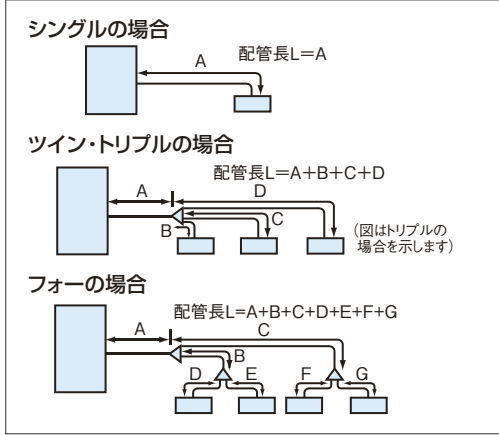 シングルの場合
A
配管長L=A
ツイン・トリプルの場合
配管長L=A+B+C+D
A
D
C
B
(図はトリプルの
場合を示します)
フォーの場合
配管長L=A+B+C+D+E+F+G
A
C
B
D
E
F
G